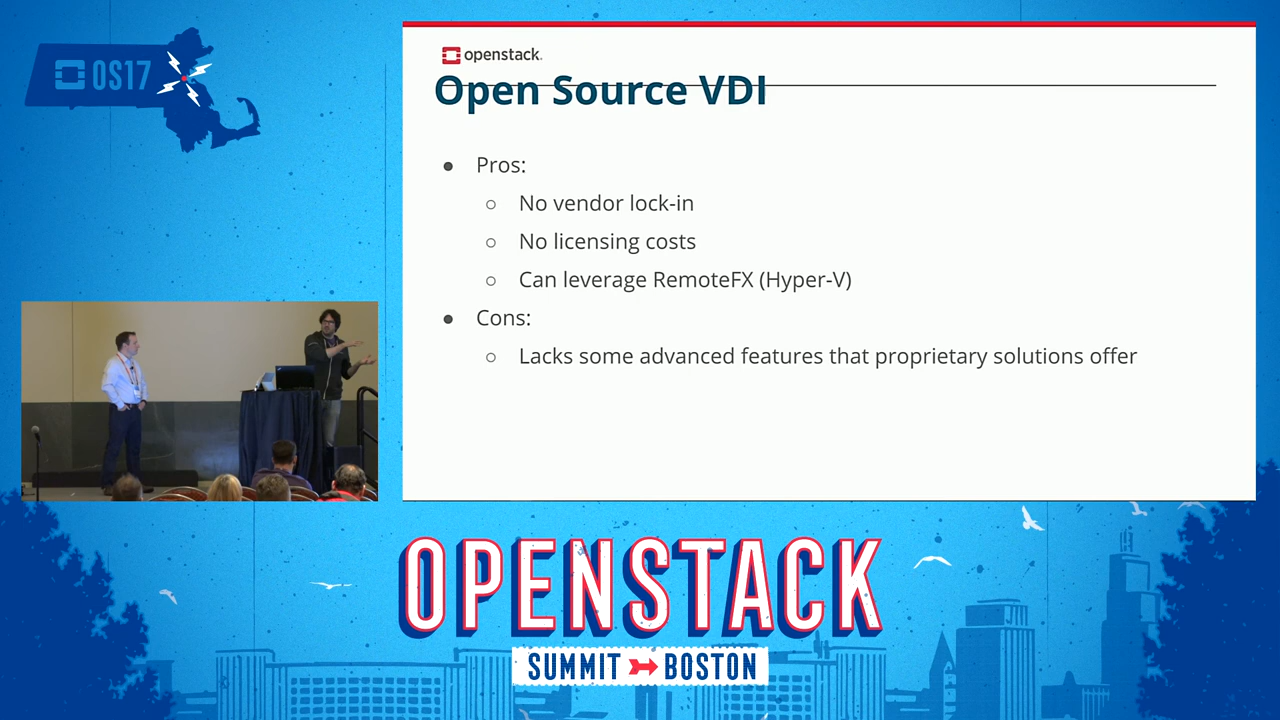 OS17
openstack.
Open Source VDI
Pros:
No vendor lock-in
No licensing costs
Can leverage RemoteFX (Hyper-V)
Cons:
Lacks some advanced features that proprietary solutions offer
OPENSTACK
SUMMIT BOSTON